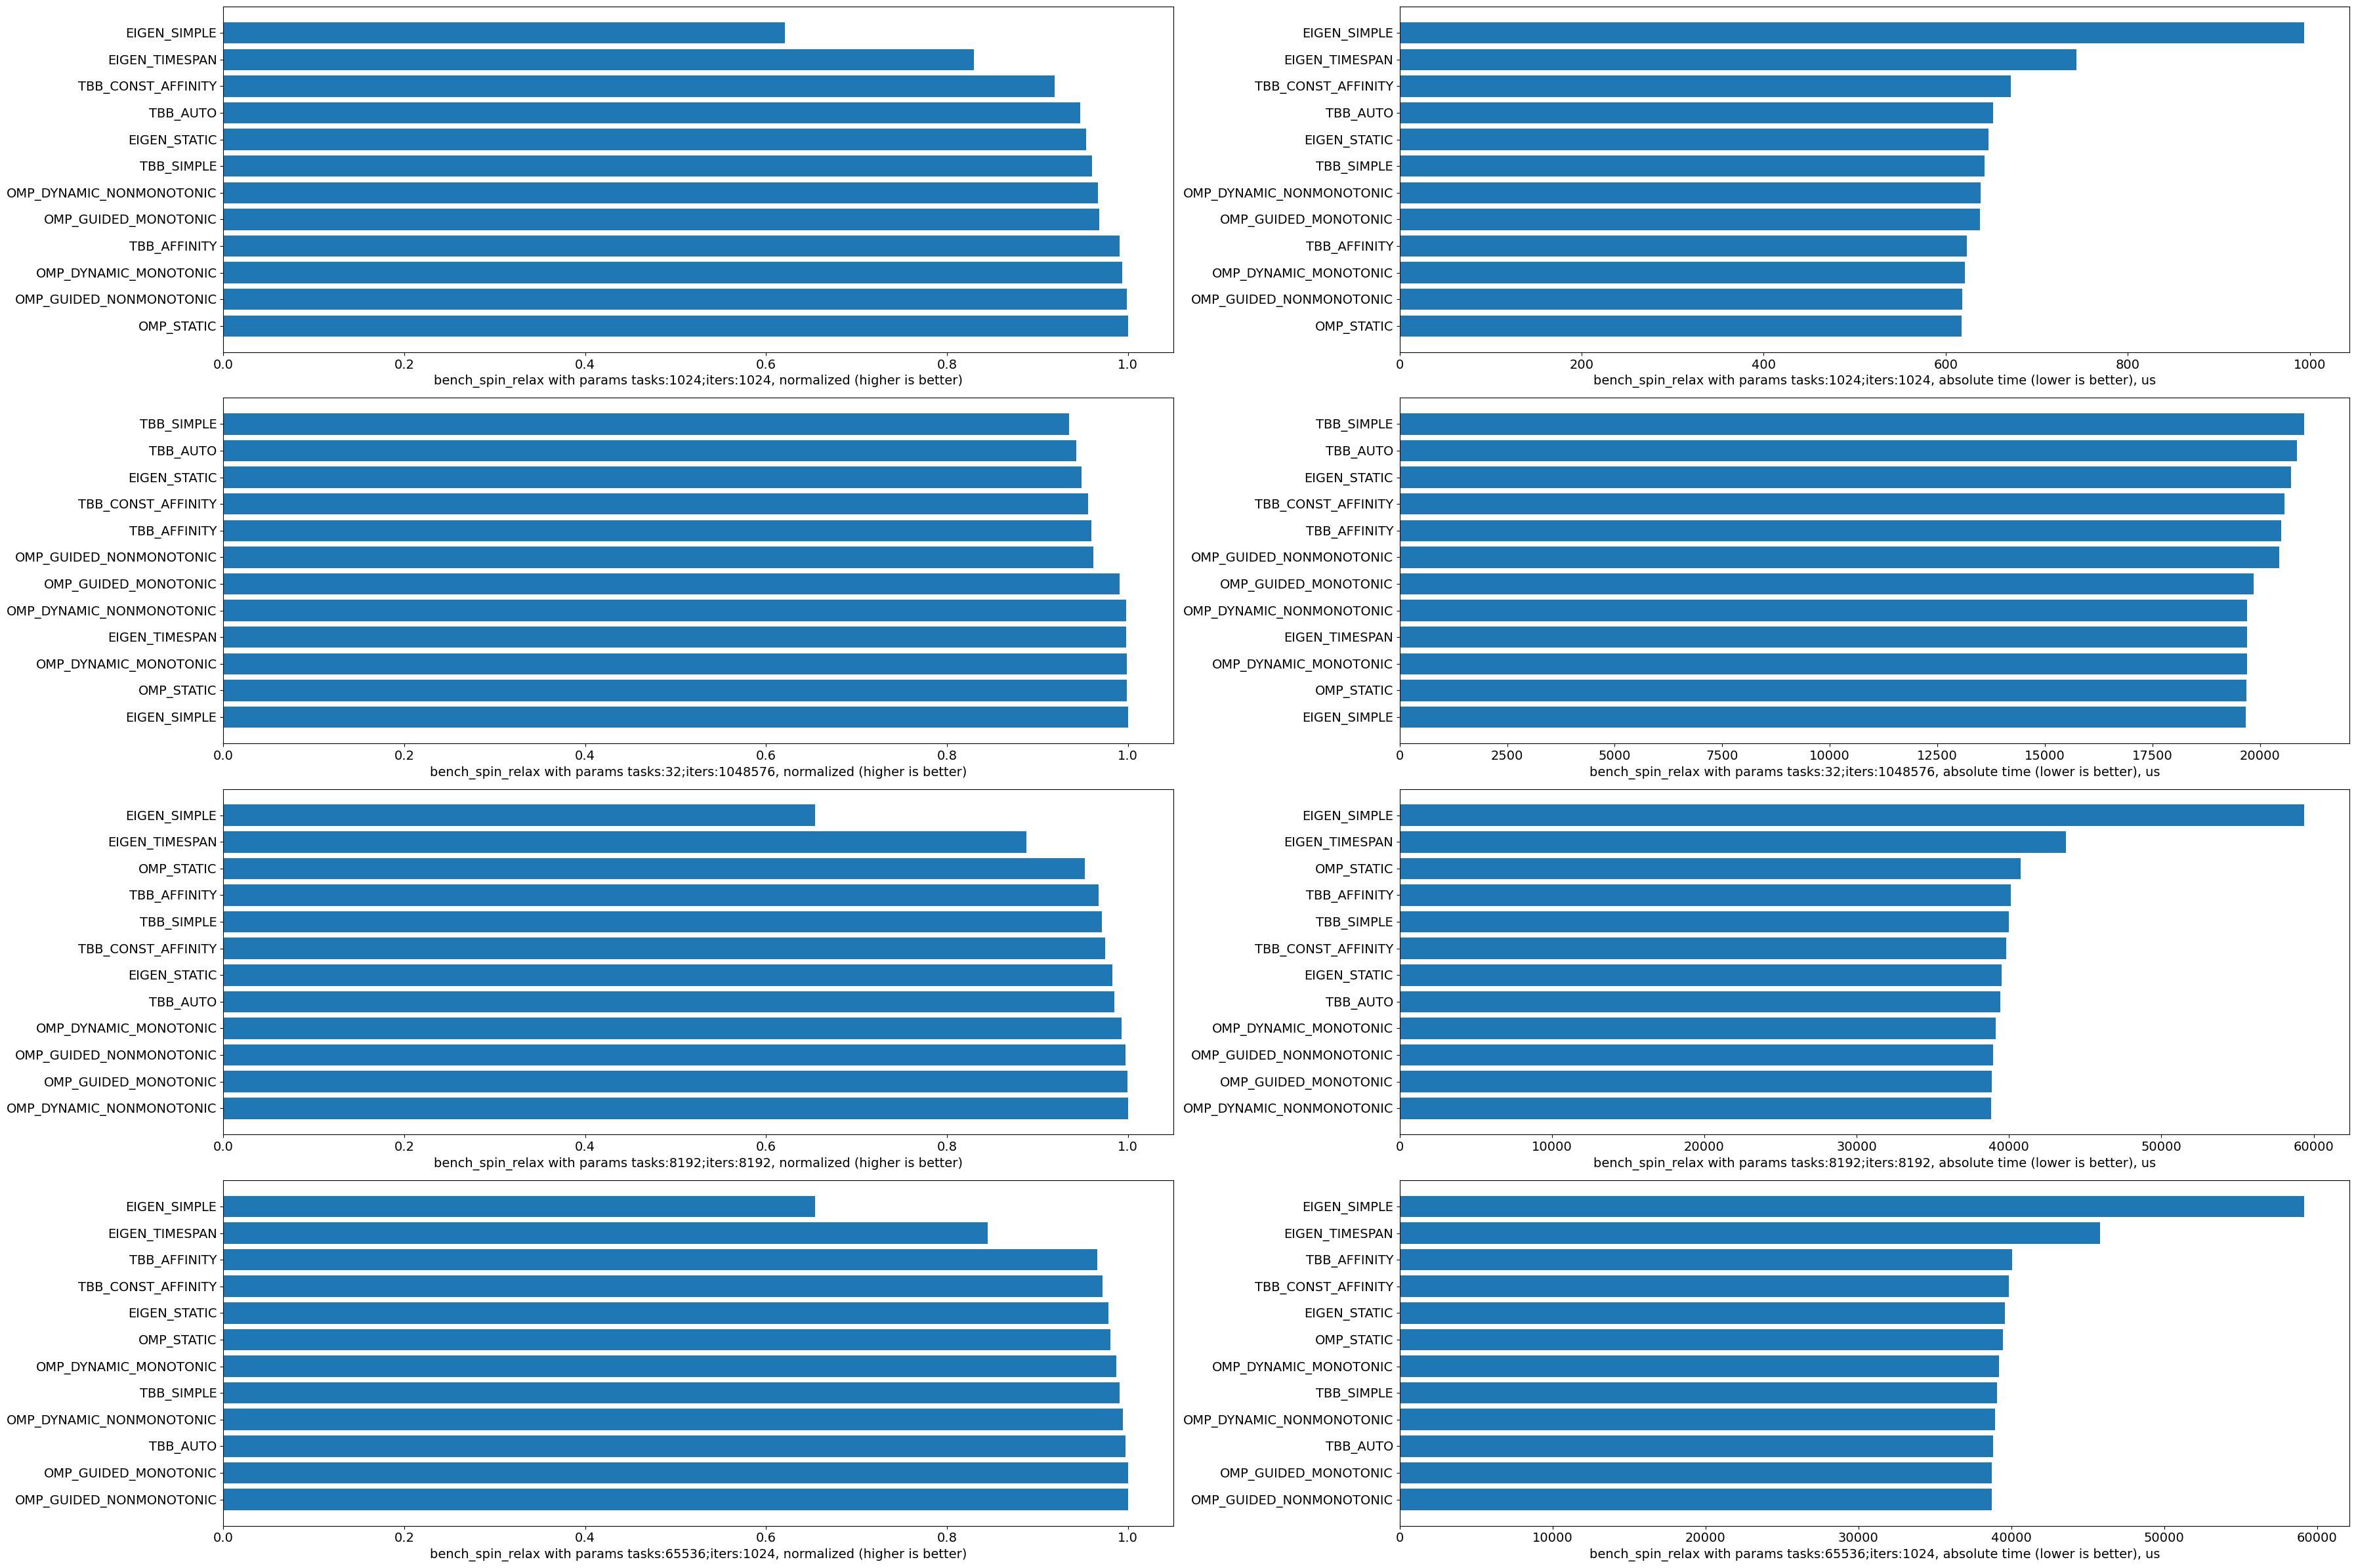 EIGEN_SIMPLE
EIGEN_TIMESPAN
TBB_CONST_AFFINITY
TBB_AUTO
EIGEN_STATIC
TBB_SIMPLE
OMP_DYNAMIC_NONMONOTONIC
OMP_GUIDED_MONOTONIC
TBB_AFFINITY
OMP_DYNAMIC_MONOTONIC
OMP_GUIDED_NONMONOTONIC
OMP_STATIC
0.0 0.2 0.4 0.6 0.8 1.0
bench_spin_relax with params tasks:1024;iters:1024, normalized (higher is better)
EIGEN_SIMPLE
EIGEN_TIMESPAN
TBB_CONST_AFFINITY
TBB_AUTO
EIGEN_STATIC
TBB_SIMPLE
OMP_DYNAMIC_NONMONOTONIC
OMP_GUIDED_MONOTONIC
TBB_AFFINITY
OMP_DYNAMIC_MONOTONIC
OMP_GUIDED_NONMONOTONIC
OMP_STATIC
0 200 400 600 800 1000
bench_spin_relax with params tasks:1024;iters:1024, absolute time (lower is better), us
TBB_SIMPLE
TBB_AUTO
EIGEN_STATIC
TBB_CONST_AFFINITY
TBB_AFFINITY
OMP_GUIDED_NONMONOTONIC
OMP_GUIDED_MONOTONIC
OMP_DYNAMIC_NONMONOTONIC
EIGEN_TIMESPAN
OMP_DYNAMIC_MONOTONIC
OMP_STATIC
EIGEN_SIMPLE
0.0 0.2 0.4 0.6 0.8 1.0
bench_spin_relax with params tasks:32;iters:1048576, normalized (higher is better)
TBB_SIMPLE
TBB_AUTO
EIGEN_STATIC
TBB_CONST_AFFINITY
TBB_AFFINITY
OMP_GUIDED_NONMONOTONIC
OMP_GUIDED_MONOTONIC
OMP_DYNAMIC_NONMONOTONIC
EIGEN_TIMESPAN
OMP_DYNAMIC_MONOTONIC
OMP_STATIC
EIGEN_SIMPLE
0 2500 5000 7500 10000 12500 15000 17500 20000
bench_spin_relax with params tasks:32;iters:1048576, absolute time (lower is better), us
EIGEN_SIMPLE
EIGEN_TIMESPAN
OMP_STATIC
TBB_AFFINITY
TBB_SIMPLE
TBB_CONST_AFFINITY
EIGEN_STATIC
TBB_AUTO
OMP_DYNAMIC_MONOTONIC
OMP_GUIDED_NONMONOTONIC
OMP_GUIDED_MONOTONIC
OMP_DYNAMIC_NONMONOTONIC
0.0 0.2 0.4 0.6 0.8 1.0
bench_spin_relax with params tasks:8192;iters:8192, normalized (higher is better)
EIGEN_SIMPLE
EIGEN_TIMESPAN
OMP_STATIC
TBB_AFFINITY
TBB_SIMPLE
TBB_CONST_AFFINITY
EIGEN_STATIC
TBB_AUTO
OMP_DYNAMIC_MONOTONIC
OMP_GUIDED_NONMONOTONIC
OMP_GUIDED_MONOTONIC
OMP_DYNAMIC_NONMONOTONIC
0 10000 20000 30000 40000 50000 60000
bench_spin_relax with params tasks:8192;iters:8192, absolute time (lower is better), us
EIGEN_SIMPLE
EIGEN_TIMESPAN
TBB_AFFINITY
TBB_CONST_AFFINITY
EIGEN_STATIC
OMP_STATIC
OMP_DYNAMIC_MONOTONIC
TBB_SIMPLE
OMP_DYNAMIC_NONMONOTONIC
TBB_AUTO
OMP_GUIDED_MONOTONIC
OMP_GUIDED_NONMONOTONIC
0.0 0.2 0.4 0.6 0.8 1.0
bench_spin_relax with params tasks:65536;iters:1024, normalized (higher is better)
EIGEN_SIMPLE
EIGEN_TIMESPAN
TBB_AFFINITY
TBB_CONST_AFFINITY
EIGEN_STATIC
OMP_STATIC
OMP_DYNAMIC_MONOTONIC
TBB_SIMPLE
OMP_DYNAMIC_NONMONOTONIC
TBB_AUTO
OMP_GUIDED_MONOTONIC
OMP_GUIDED_NONMONOTONIC
0 10000 20000 30000 40000 50000 60000
bench_spin_relax with params tasks:65536;iters:1024, absolute time (lower is better), us